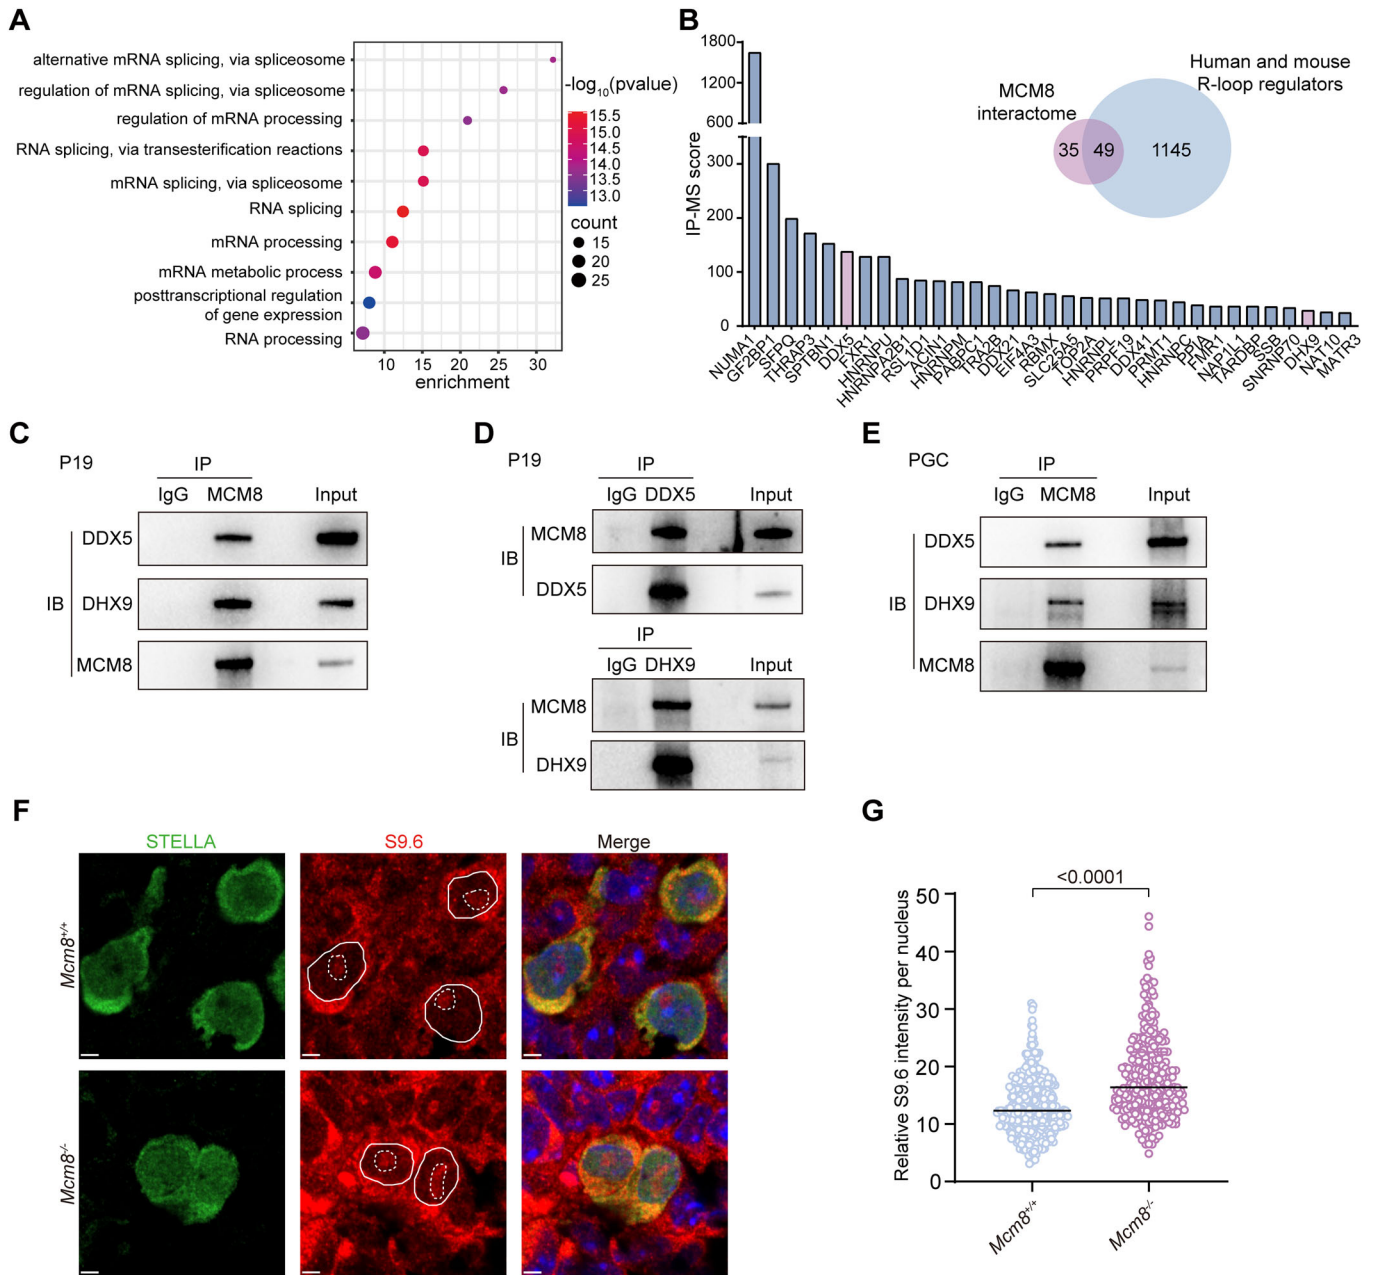 A
alternative mRNA splicing, via spliceosome
regulation of mRNA splicing, via spliceosome
regulation of mRNA processing
RNA splicing, via transesterification reactions
mRNA splicing, via spliceosome
RNA splicing
mRNA processing
mRNA metabolic process
posttranscriptional regulation
of gene expression
RNA processing
10 15 20 25 30
enrichment
-log10(pvalue)
15.5
15.0
14.5
14.0
13.5
13.0
count
15
20
25
B
IP-MS score
1800
1200
600
300
200
100
0
NUMA1
GF2BP1
SFPQ
THRAP3
SPTBN1
DDX5
FXR1
HNRNPU
HNRNPA2B1
RSL1D1
ACIN1
HNRNPM
PABPC1
TRA2B
DDX21
EIF4A3
RBMX
SLC25A5
TOP2A
HNRNPL
PRPF19
DDX41
PRMT1
HNRNPC
PPIA
FMR1
NAP1L1
TARDBP
SSB
SNRNP70
DHX9
NAT10
MATR3
MCM8
interactome
Human and mouse
R-loop regulators
35 49 1145
C
P19
IP
IgG MCM8 Input
IB
DDX5
DHX9
MCM8
D
P19
IP
IgG DDX5 Input
IB
MCM8
DDX5
IP
IgG DHX9 Input
IB
MCM8
DHX9
E
PGC
IP
IgG MCM8 Input
IB
DDX5
DHX9
MCM8
F
STELLA S9.6 Merge
Mcm8+/+
Mcm8-/-
G
Relative S9.6 intensity per nucleus
50
40
30
20
10
0
<0.0001
Mcm8+/+
Mcm8-/-